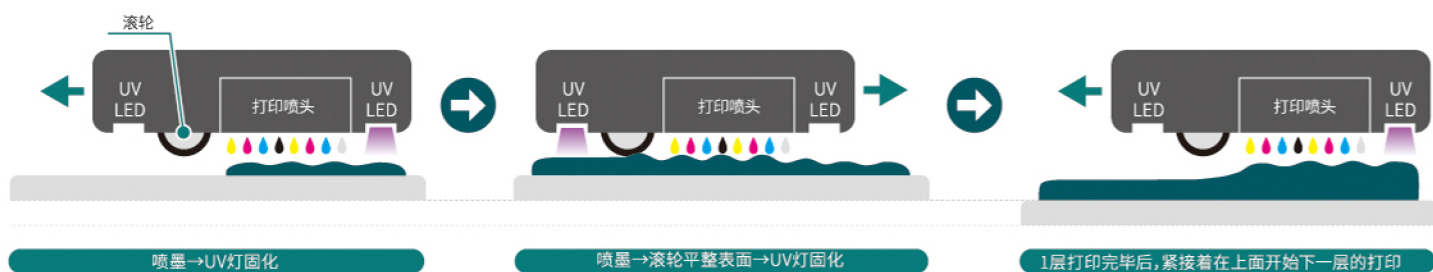 滚轮
UV
LED
打印喷头
UV
LED
UV
LED
打印喷头
UV
LED
UV
LED
打印喷头
UV
LED
喷墨→UV灯固化
喷墨→滚轮平整表面→UV灯固化
1层打印完毕后,紧接着在上面开始下一层的打印